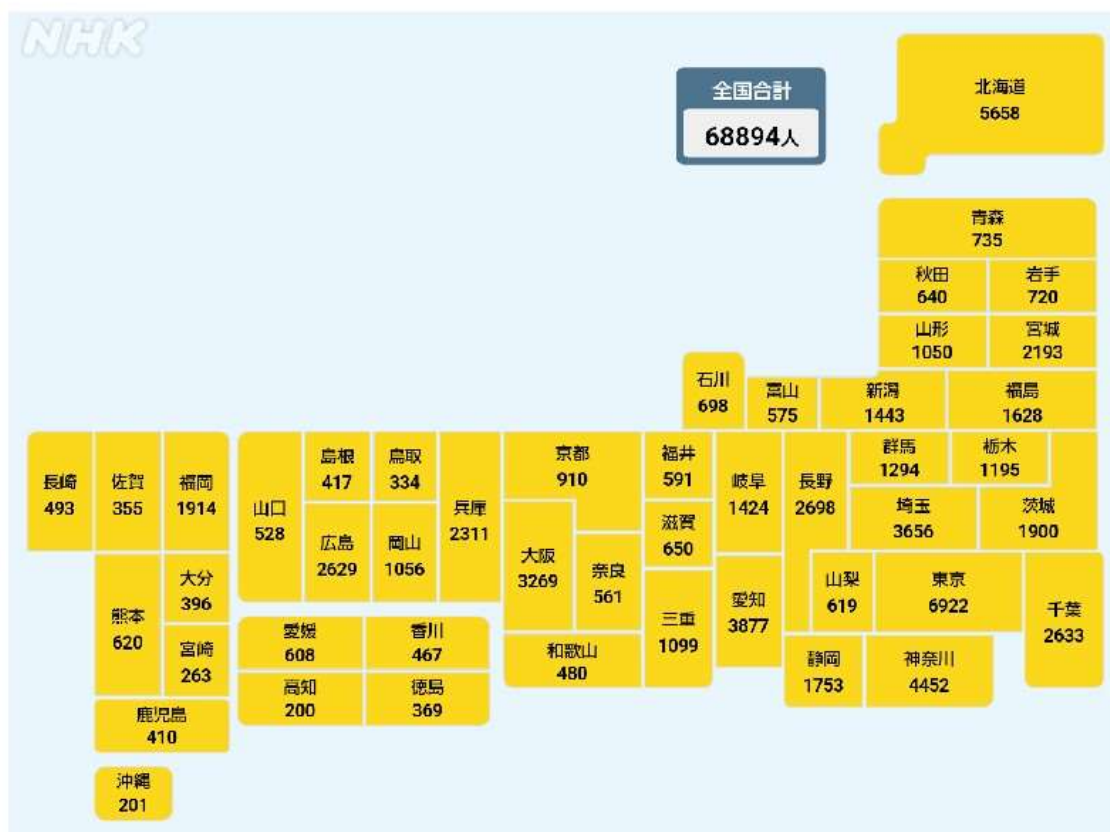 NHK
全国合計
68894人
北海道
5658
青森
735
秋田
640
岩手
720
山形
1050
宮城
2193
石川
698
富山
575
新潟
1443
福島
1628
長崎
493
佐賀
355
福岡
1914
山口
528
島根
417
鳥取
334
兵庫
2311
京都
910
福井
591
岐阜
1424
長野
2698
群馬
1294
栃木
1195
埼玉
3656
茨城
1900
広島
2629
岡山
1056
大阪
3269
奈良
561
滋賀
650
三重
1099
愛知
3877
山梨
619
東京
6922
千葉
2633
熊本
620
大分
396
宮崎
263
愛媛
608
香川
467
和歌山
480
静岡
1753
神奈川
4452
高知
200
徳島
369
鹿児島
410
沖縄
201